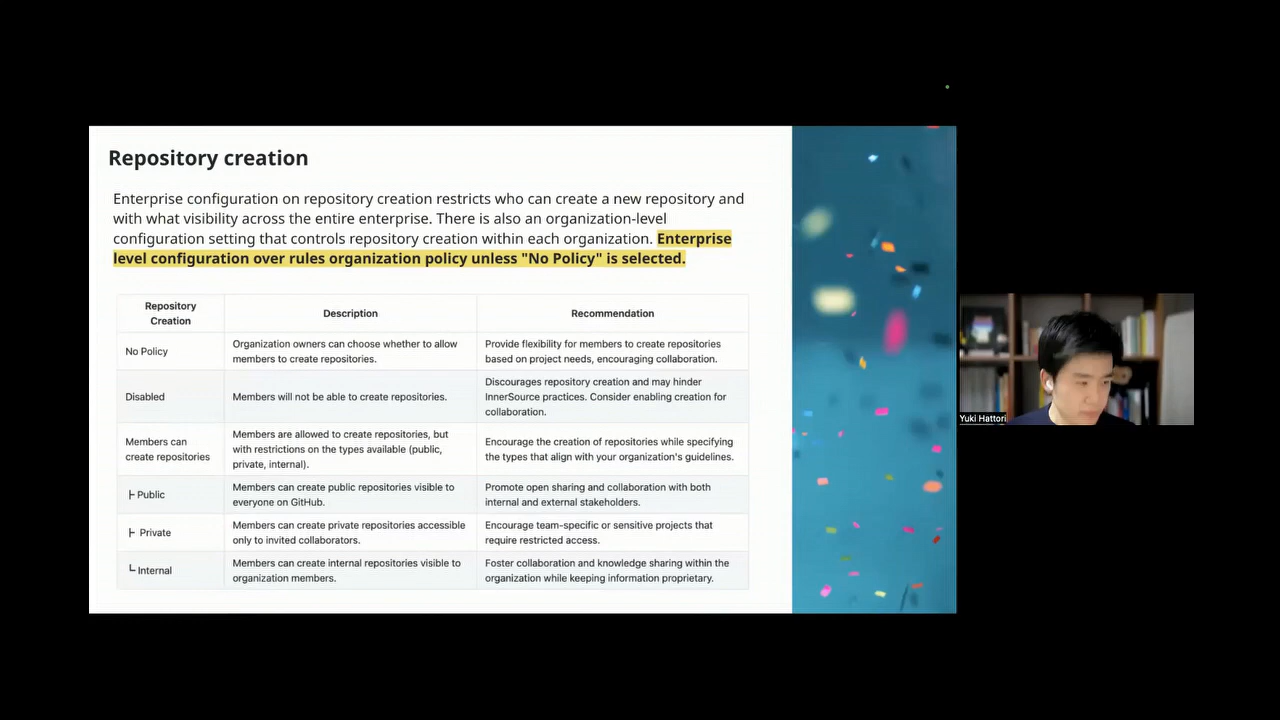 Repository creation
Enterprise configuration on repository creation restricts who can create a new repository and
with what visibility across the entire enterprise. There is also an organization-level
configuration setting that controls repository creation within each organization. Enterprise
level configuration over rules organization policy unless "No Policy" is selected.
Repository
Creation
Description
Recommendation
No Policy
Organization owners can choose whether to allow
members to create repositories.
Provide flexibility for members to create repositories
based on project needs, encouraging collaboration.
Disabled
Members will not be able to create repositories.
Discourages repository creation and may hinder
InnerSource practices. Consider enabling creation for
collaboration.
Members can
create repositories
Members are allowed to create repositories, but
with restrictions on the types available (public,
private, internal).
Encourage the creation of repositories while specifying
the types that align with your organization's guidelines.
├ Public
Members can create public repositories visible to
everyone on GitHub.
Promote open sharing and collaboration with both
internal and external stakeholders.
├ Private
Members can create private repositories accessible
only to invited collaborators.
Encourage team-specific or sensitive projects that
require restricted access.
└ Internal
Members can create internal repositories visible to
organization members.
Foster collaboration and knowledge sharing within the
organization while keeping information proprietary.
Yuki Hattori